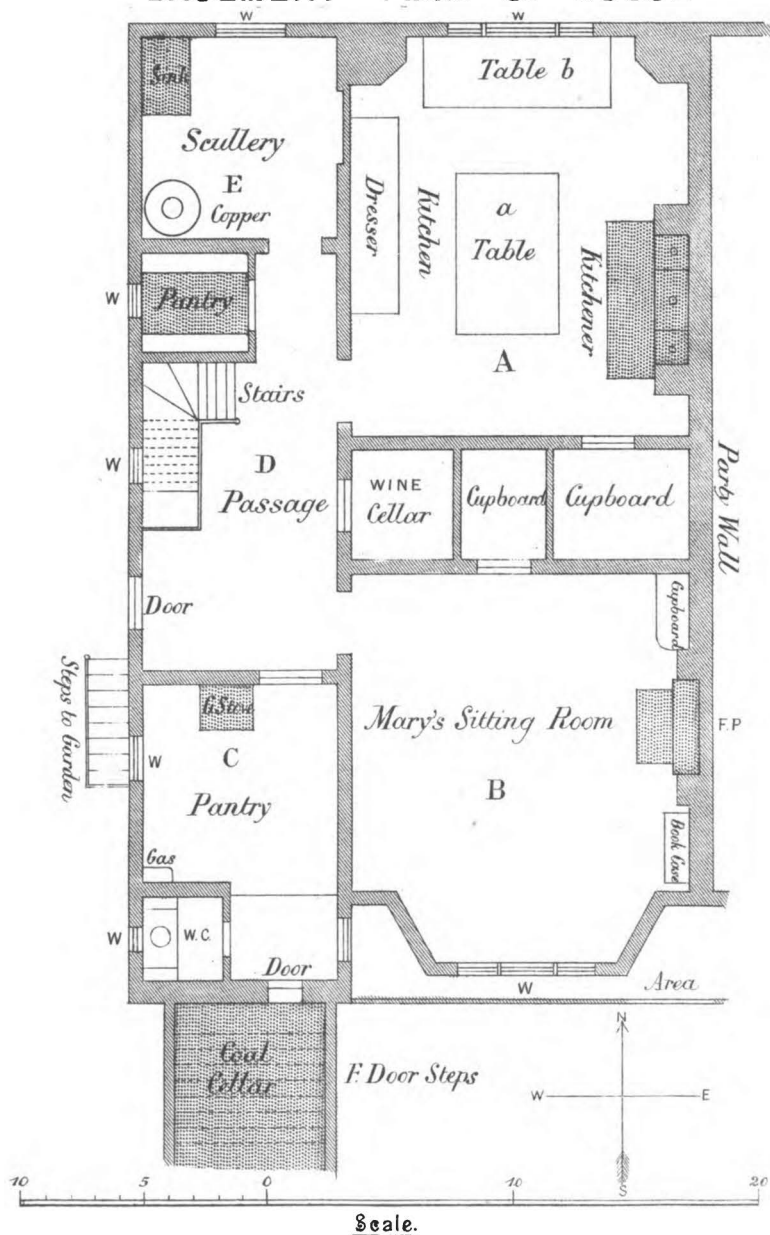 W
W
Sink
Table b
Scullery
E
Copper
Dresser
Kitchen
a
Table
Kitchener
A
W
Pantry
Stairs
W
D
Passage
WINE
Cellar
Cupboard
Cupboard
Party Wall
Door
Cupboard
Steps to Garden
G Stove
Mary's Sitting Room
F.P
W
C
Pantry
B
Gas
Book Case
W
W.C.
Door
W
Area
Coal
Cellar
F. Door Steps
N
W
E
S
10
5
0
10
20
Scale.